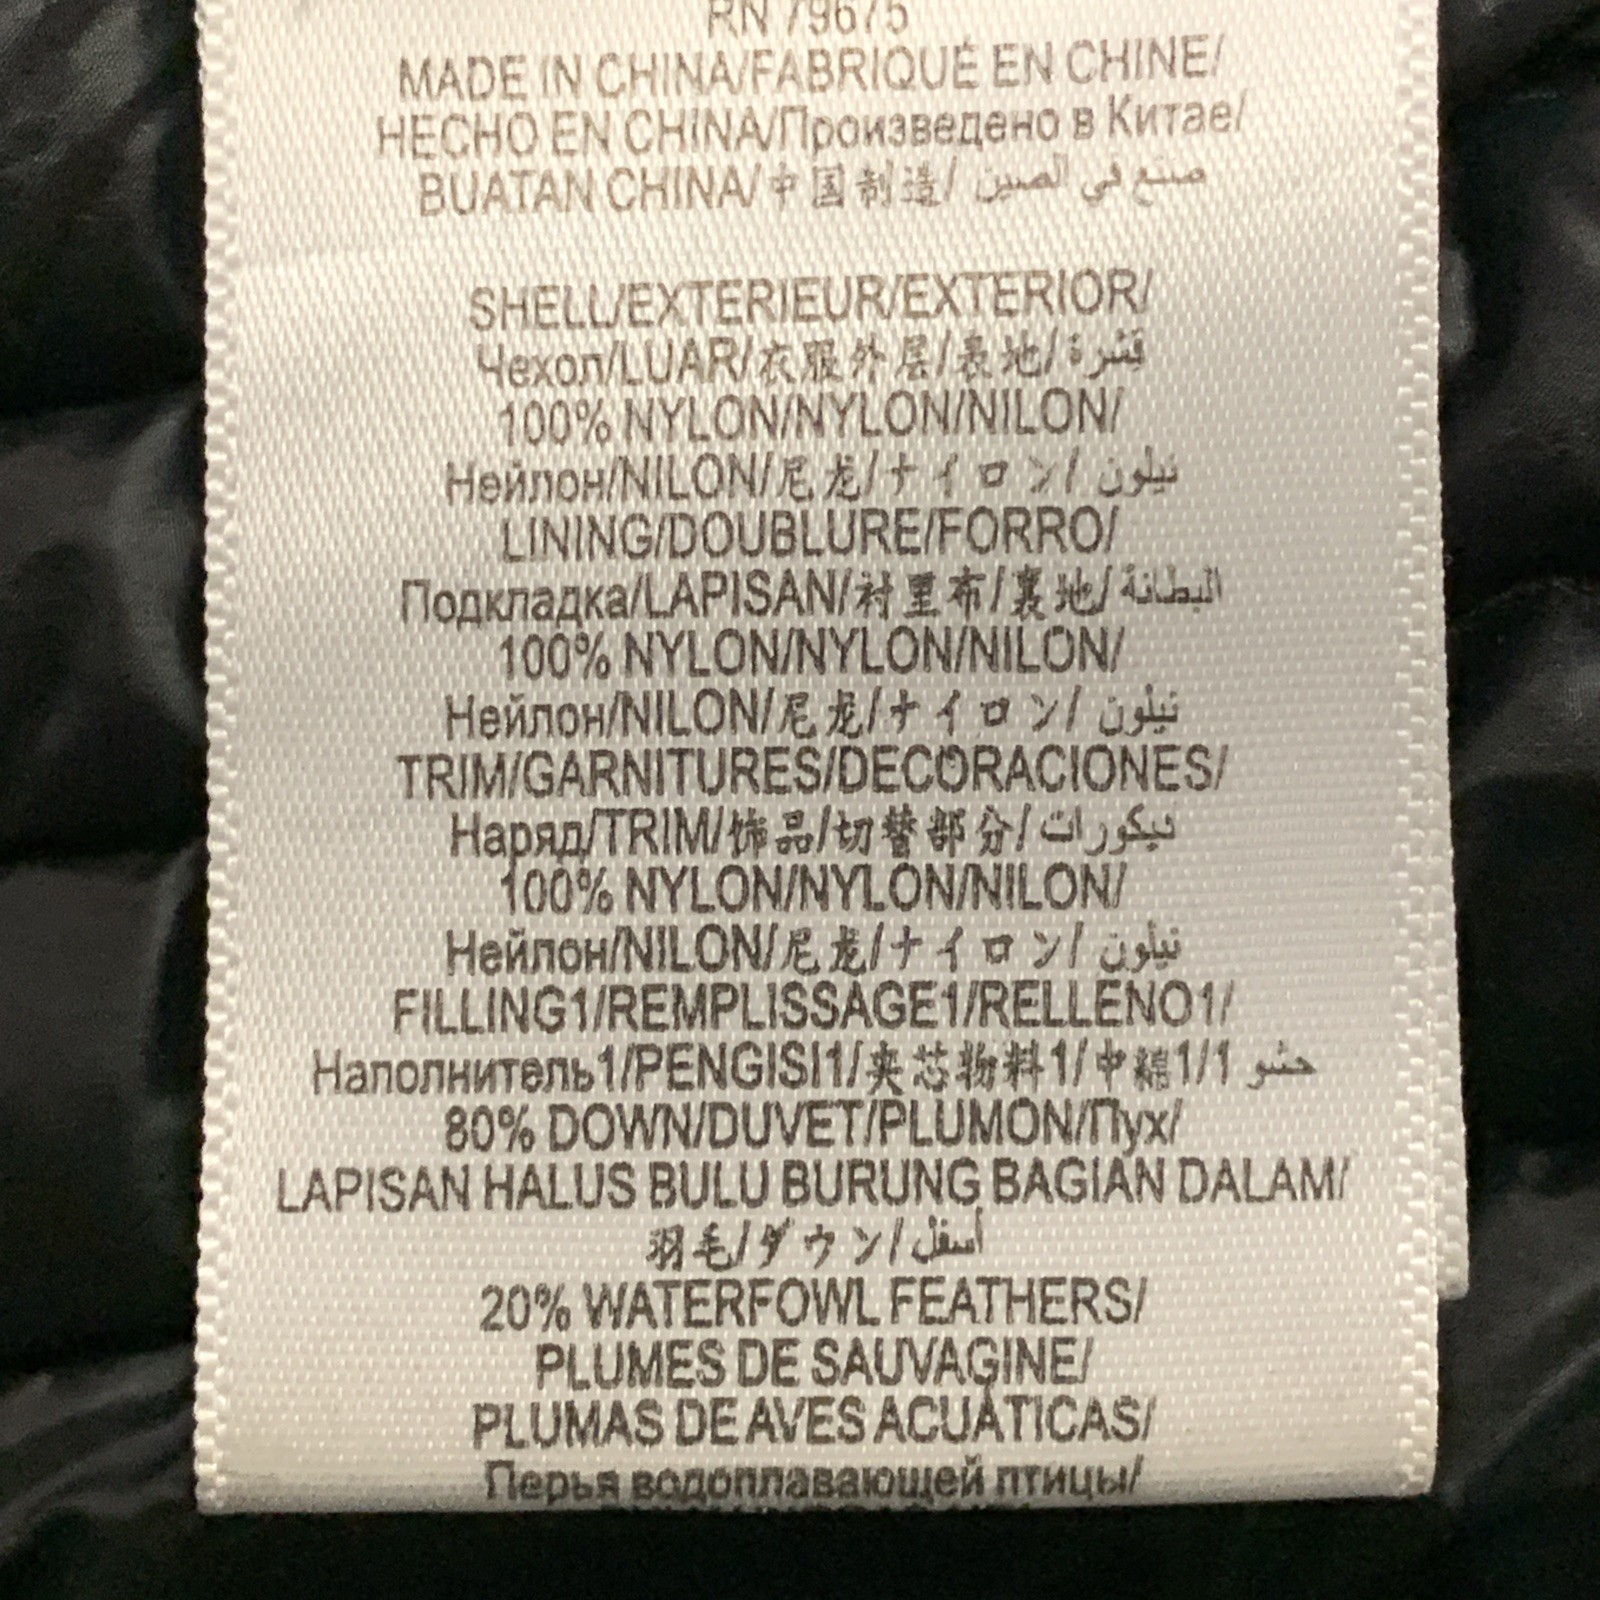 RN 79675
MADE IN CHINA/FABRIQUÉ EN CHINE/
HECHO EN CHINA/Произведено в Китае/
BUATAN CHINA/中国制造/ صنع في الصين
SHELL/EXTERIEUR/EXTERIOR/
Чехол/LUAR/衣服外层/表地/ قشرة
100% NYLON/NYLON/NILON/
Нейлон/NILON/尼龙/ナイロン/ نيلون
LINING/DOUBLURE/FORRO/
Подкладка/LAPISAN/衬里布/裏地/ البطانة
100% NYLON/NYLON/NILON/
Нейлон/NILON/尼龙/ナイロン/ نيلون
TRIM/GARNITURES/DECORACIONES/
Наряд/TRIM/饰品/切替部分/ ديكورات
100% NYLON/NYLON/NILON/
Нейлон/NILON/尼龙/ナイロン/ نيلون
FILLING1/REMPLISSAGE1/RELLENO1/
Наполнитель1/PENGISI1/夹芯物料1/中綿1/1 حشو
80% DOWN/DUVET/PLUMON/Пух/
LAPISAN HALUS BULU BURUNG BAGIAN DALAM/
羽毛/ダウン/ أسفل
20% WATERFOWL FEATHERS/
PLUMES DE SAUVAGINE/
PLUMAS DE AVES ACUÁTICAS/
Перья водоплавающей птицы/